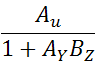 A_u
1 + A_Y B_Z